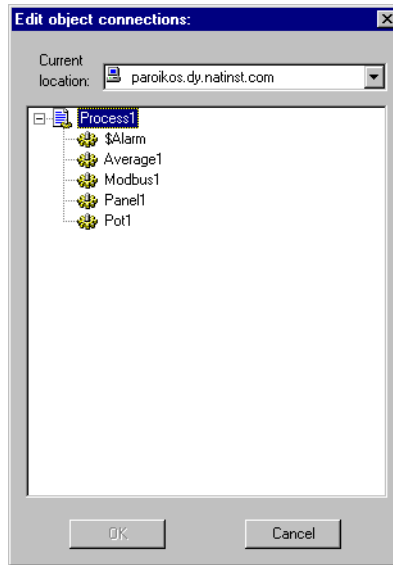 Edit object connections:
Current
location:
paroikos.dy.natinst.com
Process1
$Alarm
Average1
Modbus1
Panel1
Pot1
OK
Cancel